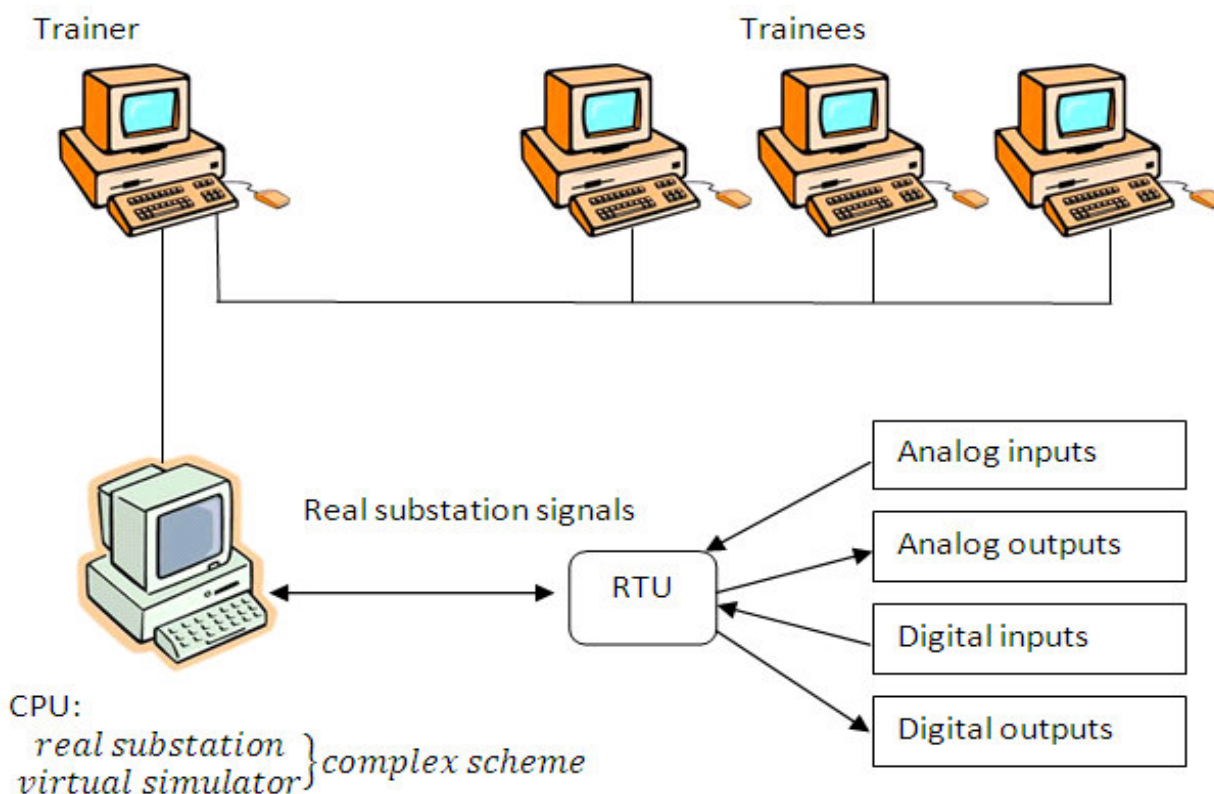 Trainer
Trainees
Analog inputs
Real substation signals
Analog outputs
RTU
Digital inputs
CPU:
Digital outputs
real substation
virtual simulator } complex scheme